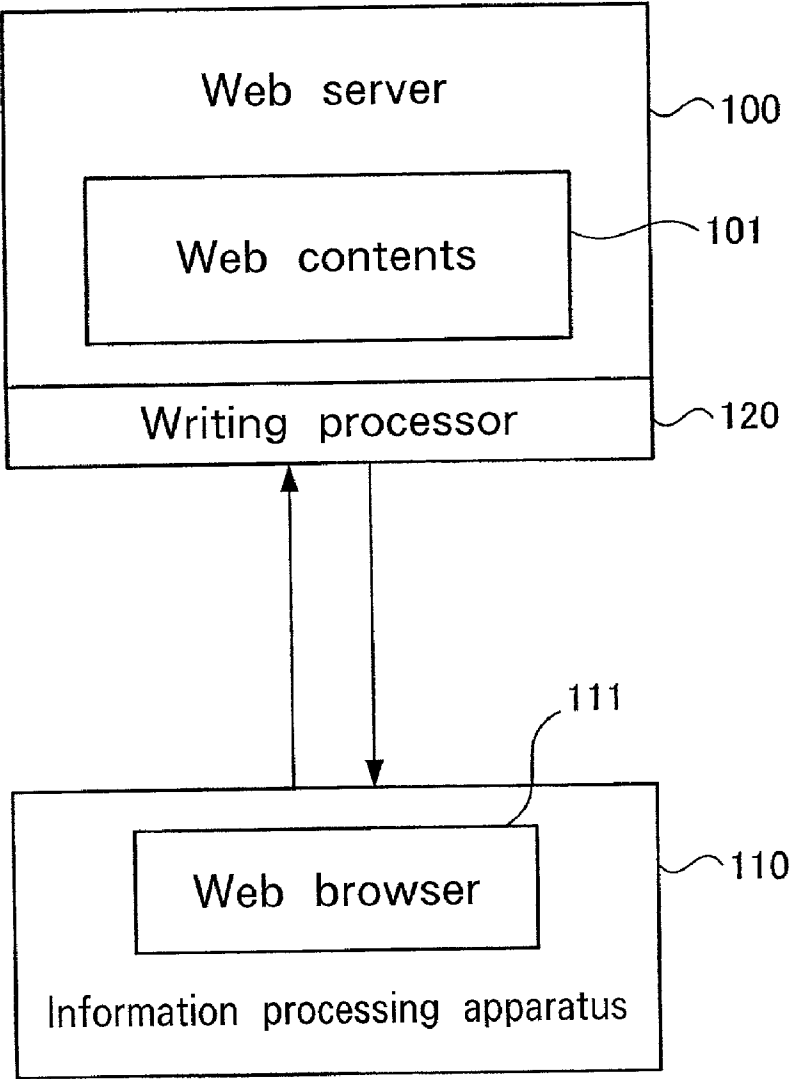 Web server
100
Web contents
101
Writing processor
120
111
Web browser
110
Information processing apparatus